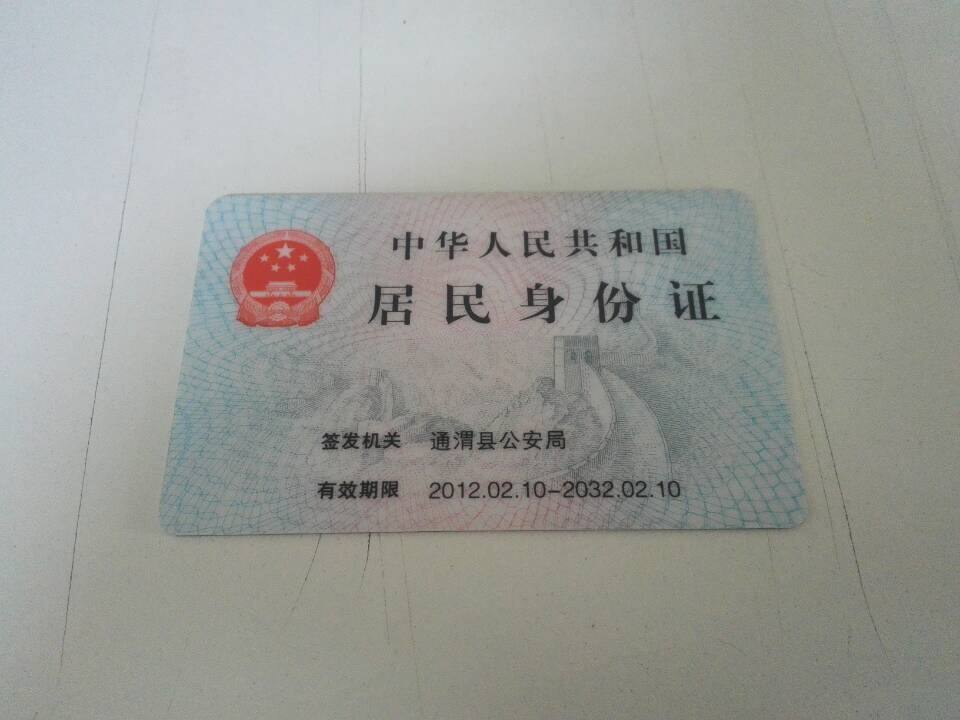 中华人民共和国
居民身份证
签发机关 通渭县公安局
有效期限 2012.02.10-2032.02.10